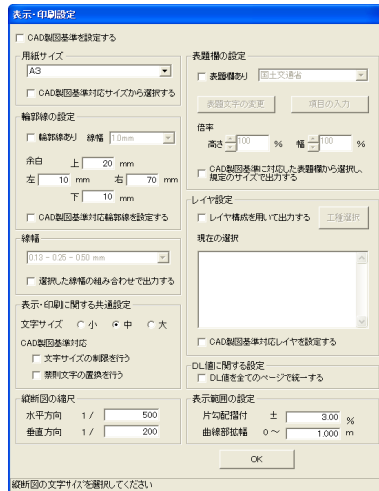 表示・印刷設定
CAD製図基準を設定する
用紙サイズ
A3
CAD製図基準対応サイズから選択する
輪郭線の設定
輪郭線あり 線幅 1.0mm
余白 上 20 mm
左 10 mm 右 70 mm
下 10 mm
CAD製図基準対応輪郭線を設定する
線幅
0.13 - 0.25 - 0.50 mm
選択した線幅の組み合わせで出力する
表示・印刷に関する共通設定
文字サイズ 小 中 大
CAD製図基準対応
文字サイズの制限を行う
禁則文字の置換を行う
縦断図の縮尺
水平方向 1 / 500
垂直方向 1 / 200
表題欄の設定
表題欄あり 国土交通省
表題文字の変更 項目の入力
倍率
高さ 100 % 幅 100 %
CAD製図基準に対応した表題欄から選択し、
規定のサイズで出力する
レイヤ設定
レイヤ構成を用いて出力する 工種選択
現在の選択
CAD製図基準対応レイヤを設定する
DL値に関する設定
DL値を全てのページで統一する
表示範囲の設定
片勾配摺付 ± 3.00 %
曲線部拡幅 0 ～ 1.000 m
OK
縦断図の文字サイズを選択してください